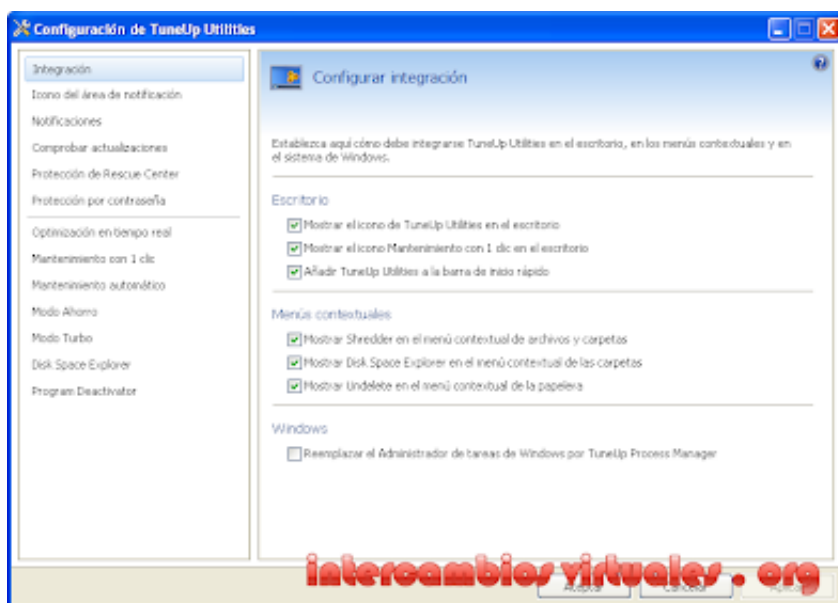 Configuración de TuneUp Utilities
Integración
Icono del área de notificación
Notificaciones
Comprobar actualizaciones
Protección de Rescue Center
Protección por contraseña
Optimización en tiempo real
Mantenimiento con 1 clic
Mantenimiento automático
Modo Ahorro
Modo Turbo
Disk Space Explorer
Program Deactivator
Configurar integración
Establezca aquí cómo debe integrarse TuneUp Utilities en el escritorio, en los menús contextuales y en
el sistema de Windows.
Escritorio
Mostrar el icono de TuneUp Utilities en el escritorio
Mostrar el icono Mantenimiento con 1 clic en el escritorio
Añadir TuneUp Utilities a la barra de inicio rápido
Menús contextuales
Mostrar Shredder en el menú contextual de archivos y carpetas
Mostrar Disk Space Explorer en el menú contextual de las carpetas
Mostrar Undelete en el menú contextual de la papelera
Windows
Reemplazar el Administrador de tareas de Windows por TuneUp Process Manager
intercambios virtuales . org
Aceptar
Cancelar